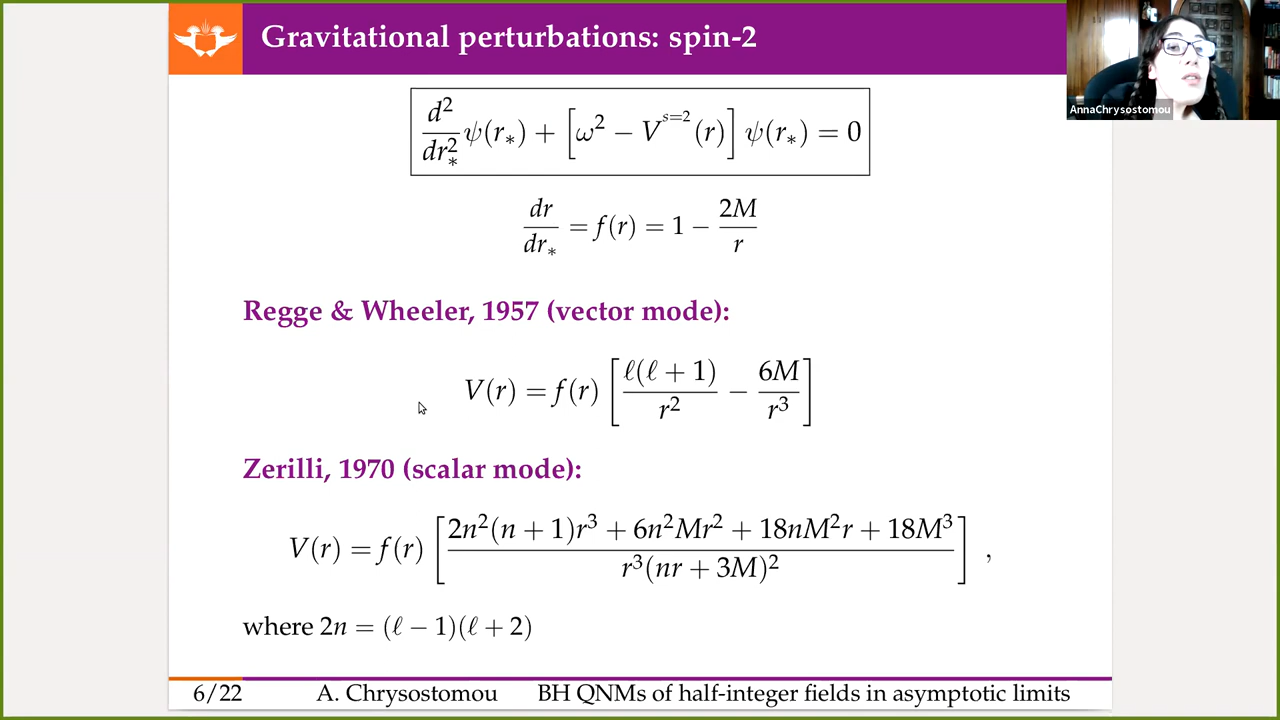 Gravitational perturbations: spin-2
AnnaChrysostomou
d²/dr∗² ψ(r∗) + [ω² − V^{s=2}(r)] ψ(r∗) = 0
dr/dr∗ = f(r) = 1 − 2M/r
Regge & Wheeler, 1957 (vector mode):
V(r) = f(r) [ℓ(ℓ + 1)/r² − 6M/r³]
Zerilli, 1970 (scalar mode):
V(r) = f(r) [(2n²(n + 1)r³ + 6n²Mr² + 18nM²r + 18M³)/(r³(nr + 3M)²)] ,
where 2n = (ℓ − 1)(ℓ + 2)
6/22 A. Chrysostomou BH QNMs of half-integer fields in asymptotic limits